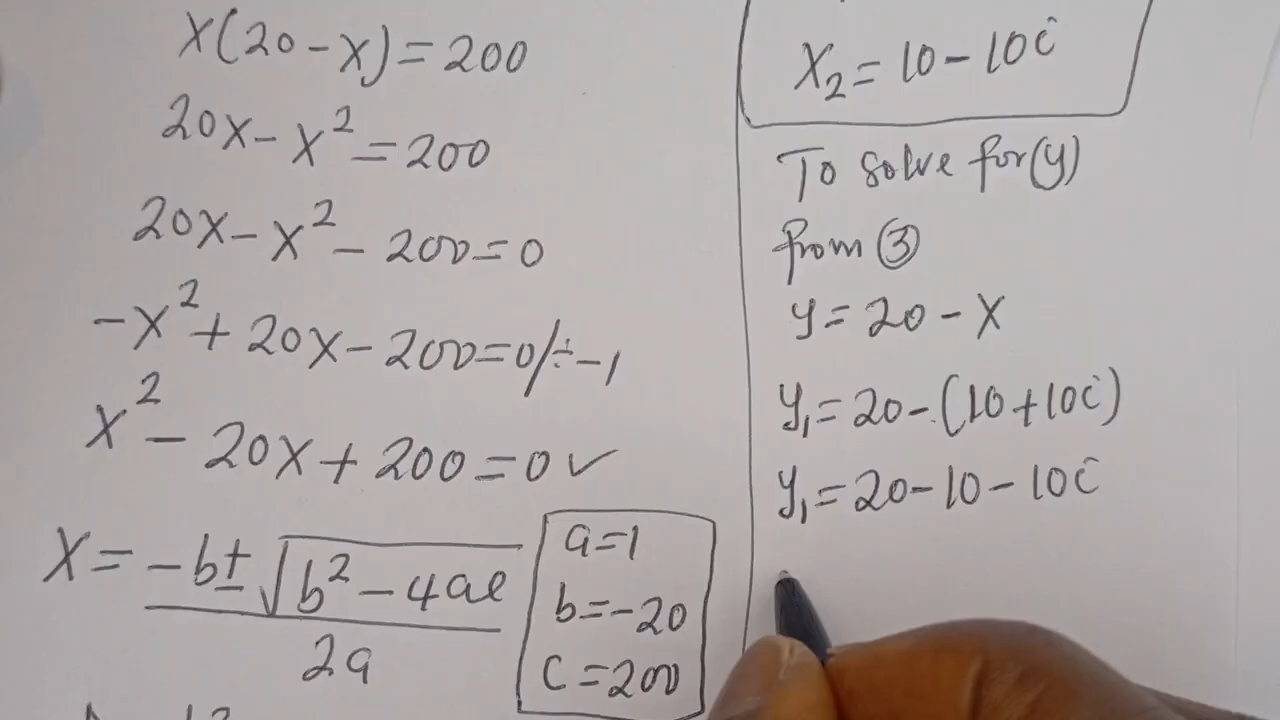 x(20-x)=200
20x-x²=200
20x-x²-200=0
-x²+20x-200=0/÷-1
x²-20x+200=0✓
x=(-b±√(b²-4ac))/2a
a=1
b=-20
c=200
x₂=10-10i
To solve for(y)
from ③
y=20-x
y₁=20-(10+10i)
y₁=20-10-10i